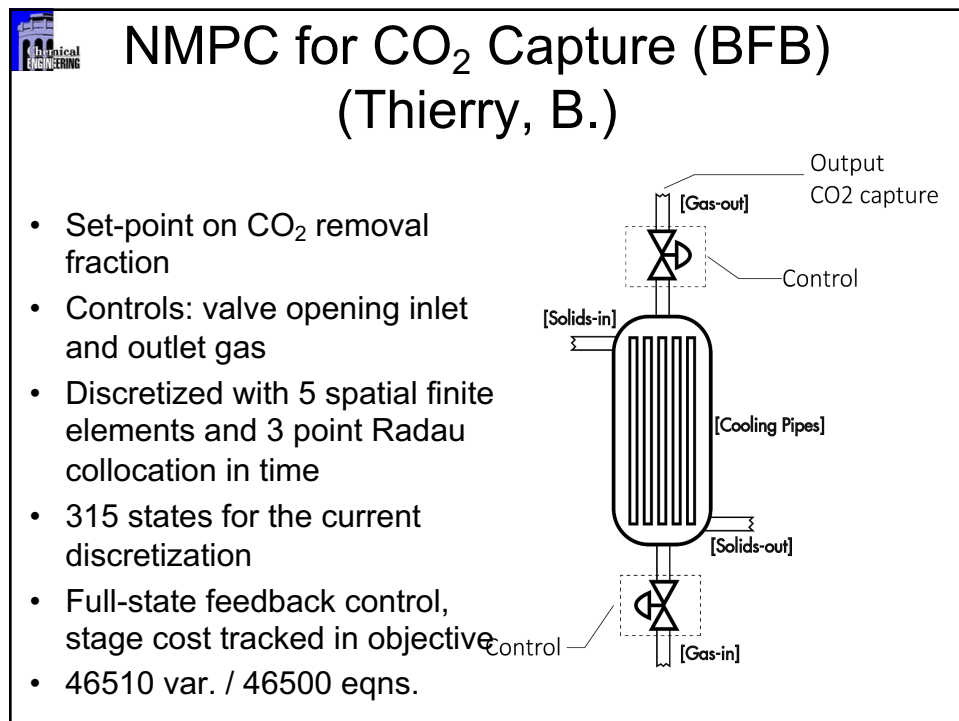 Chemical
ENGINEERING
NMPC for CO₂ Capture (BFB)
(Thierry, B.)
• Set-point on CO₂ removal
fraction
• Controls: valve opening inlet
and outlet gas
• Discretized with 5 spatial finite
elements and 3 point Radau
collocation in time
• 315 states for the current
discretization
• Full-state feedback control,
stage cost tracked in objective
• 46510 var. / 46500 eqns.
Output
CO2 capture
[Gas-out]
Control
[Solids-in]
[Cooling Pipes]
[Solids-out]
Control
[Gas-in]